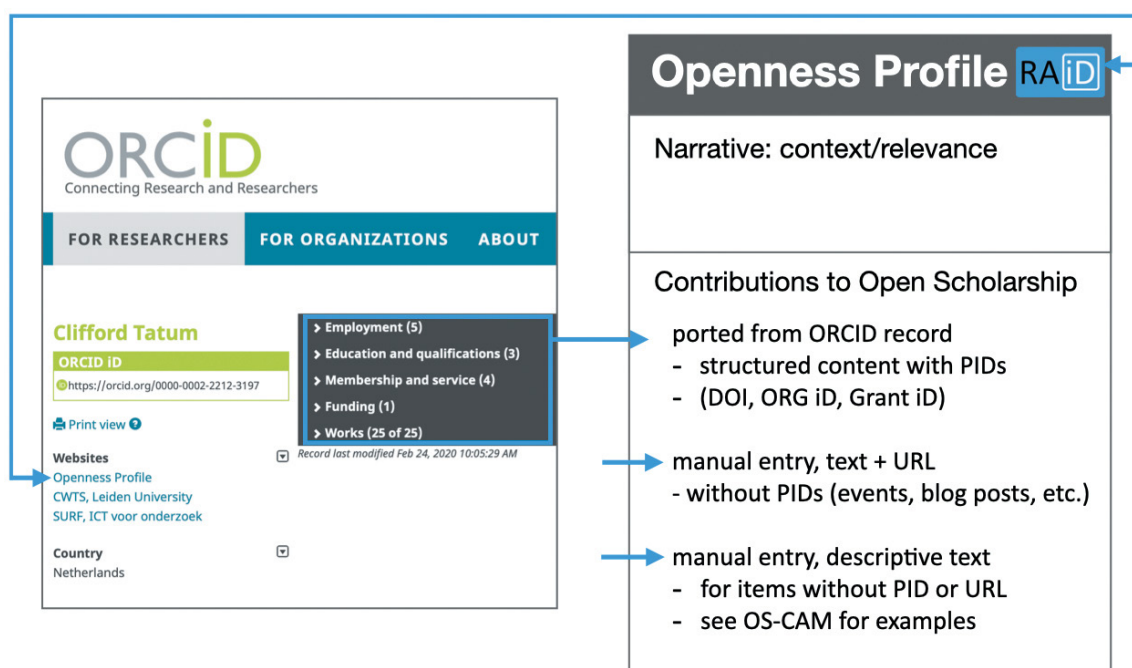 ORCiD
Connecting Research and Researchers
FOR RESEARCHERS FOR ORGANIZATIONS ABOUT
Clifford Tatum
ORCID iD
iD https://orcid.org/0000-0002-2212-3197
Print view ?
Websites
Openness Profile
CWTS, Leiden University
SURF, ICT voor onderzoek
Country
Netherlands
> Employment (5)
> Education and qualifications (3)
> Membership and service (4)
> Funding (1)
> Works (25 of 25)
Record last modified Feb 24, 2020 10:05:29 AM
Openness Profile RAiD
Narrative: context/relevance
Contributions to Open Scholarship
ported from ORCID record
- structured content with PIDs
- (DOI, ORG iD, Grant iD)
manual entry, text + URL
- without PIDs (events, blog posts, etc.)
manual entry, descriptive text
- for items without PID or URL
- see OS-CAM for examples